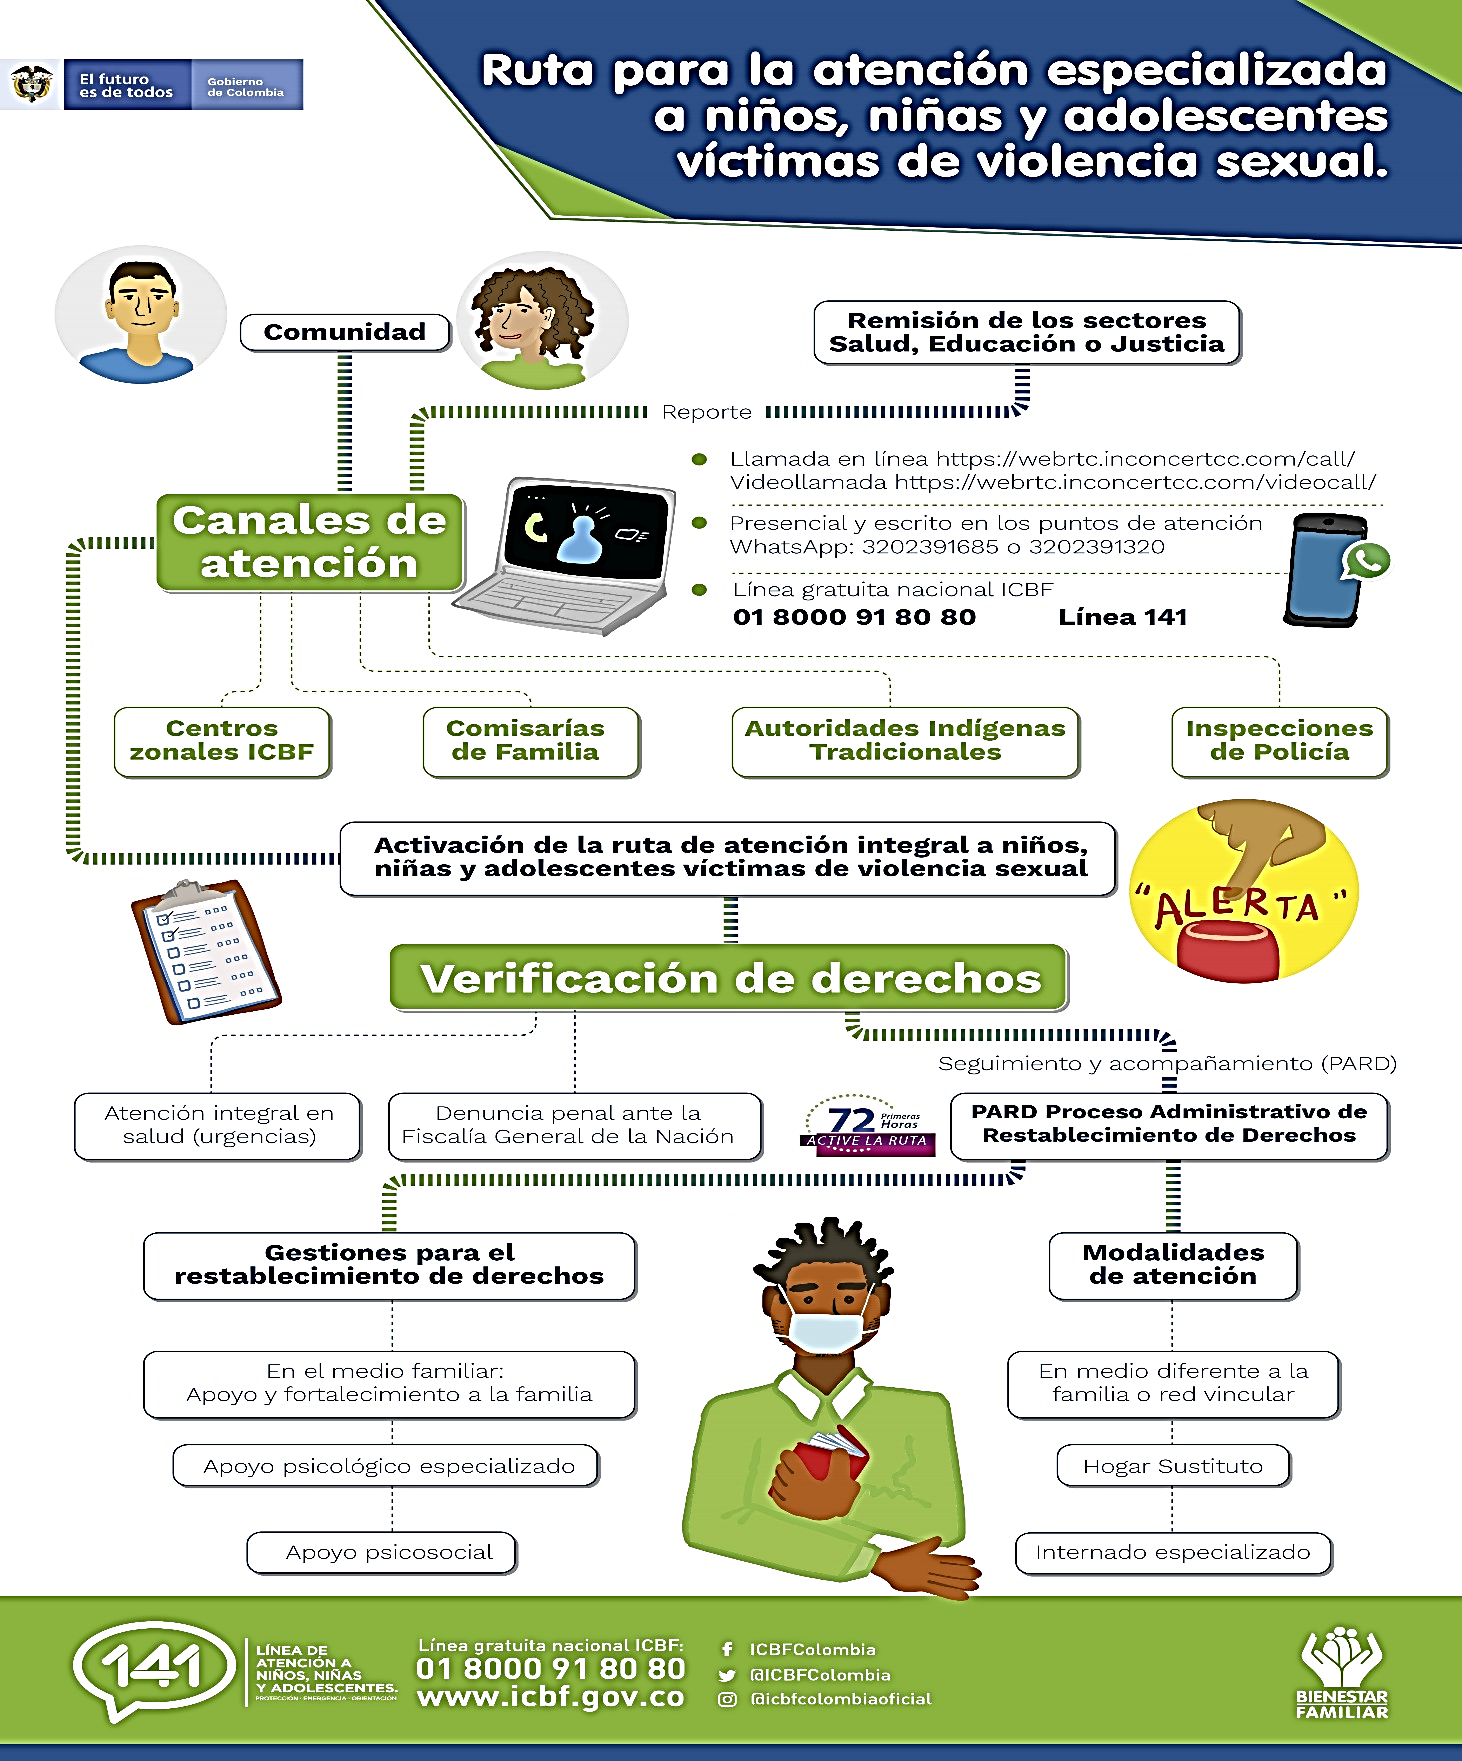 El futuro
es de todos
Gobierno
de Colombia
Ruta para la atención especializada
a niños, niñas y adolescentes
víctimas de violencia sexual.
Comunidad
Remisión de los sectores
Salud, Educación o Justicia
Reporte
Llamada en línea https://webrtc.inconcertcc.com/call/
Videollamada https://webrtc.inconcertcc.com/videocall/
Canales de
atención
Presencial y escrito en los puntos de atención
WhatsApp: 3202391685 o 3202391320
Línea gratuita nacional ICBF
01 8000 91 80 80 Línea 141
Centros
zonales ICBF
Comisarías
de Familia
Autoridades Indígenas
Tradicionales
Inspecciones
de Policía
Activación de la ruta de atención integral a niños,
niñas y adolescentes víctimas de violencia sexual
"ALERTA"
Verificación de derechos
Seguimiento y acompañamiento (PARD)
Atención integral en
salud (urgencias)
Denuncia penal ante la
Fiscalía General de la Nación
72 Primeras
Horas
ACTIVE LA RUTA
PARD Proceso Administrativo de
Restablecimiento de Derechos
Gestiones para el
restablecimiento de derechos
Modalidades
de atención
En el medio familiar:
Apoyo y fortalecimiento a la familia
En medio diferente a la
familia o red vincular
Apoyo psicológico especializado
Hogar Sustituto
Apoyo psicosocial
Internado especializado
141
LÍNEA DE
ATENCIÓN A
NIÑOS, NIÑAS
Y ADOLESCENTES.
PROTECCIÓN · EMERGENCIA · ORIENTACIÓN
Línea gratuita nacional ICBF:
01 8000 91 80 80
www.icbf.gov.co
ICBFColombia
@ICBFColombia
@icbfcolombiaoficial
BIENESTAR
FAMILIAR